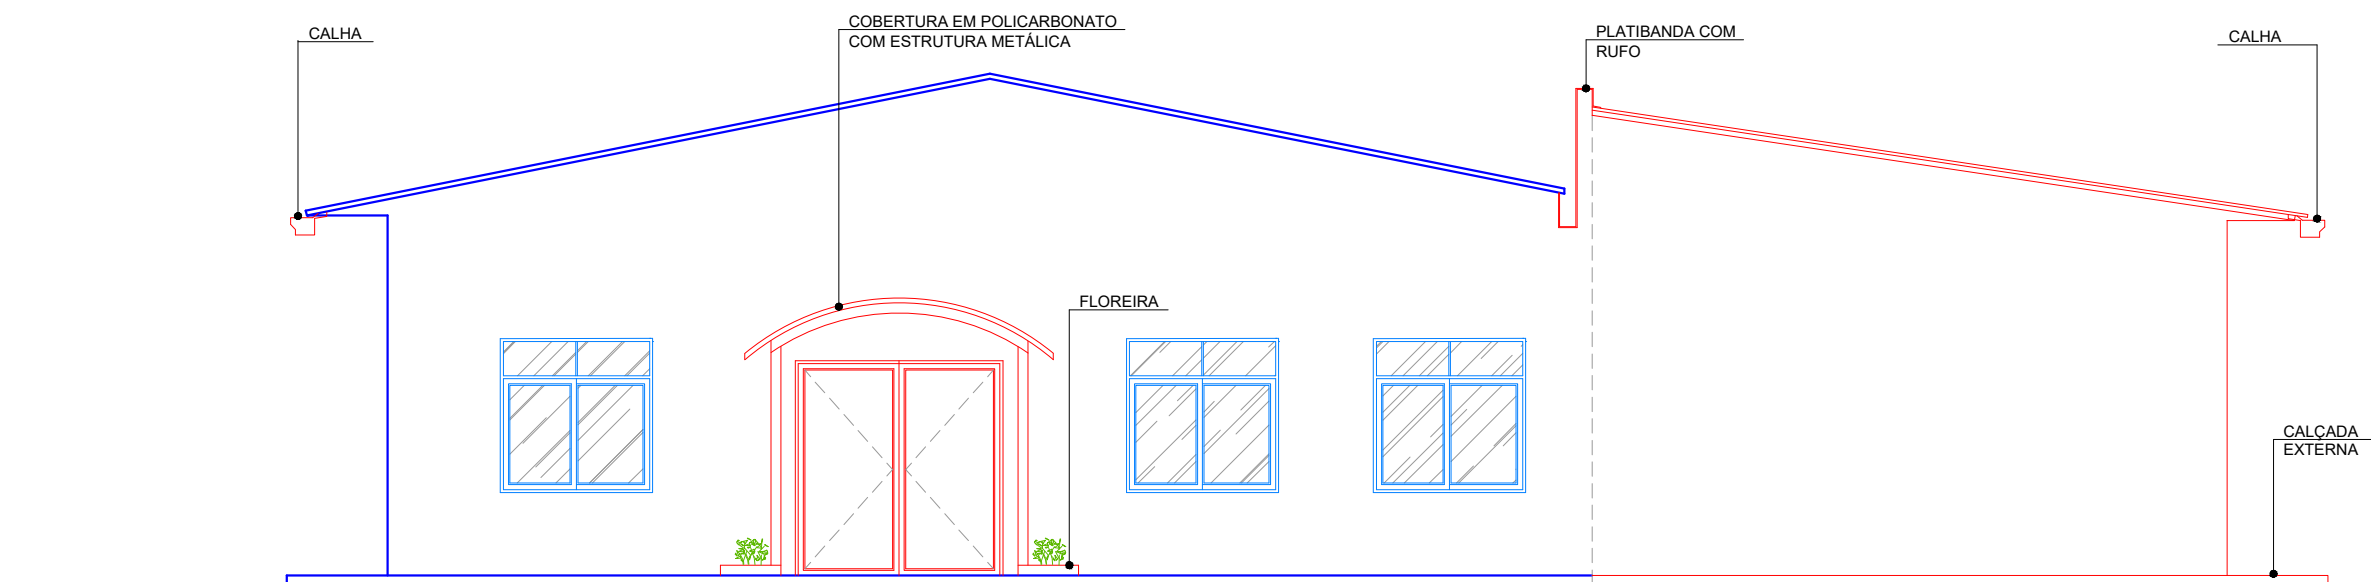 CALHA
COBERTURA EM POLICARBONATO
COM ESTRUTURA METÁLICA
PLATIBANDA COM
RUFO
CALHA
FLOREIRA
CALÇADA
EXTERNA